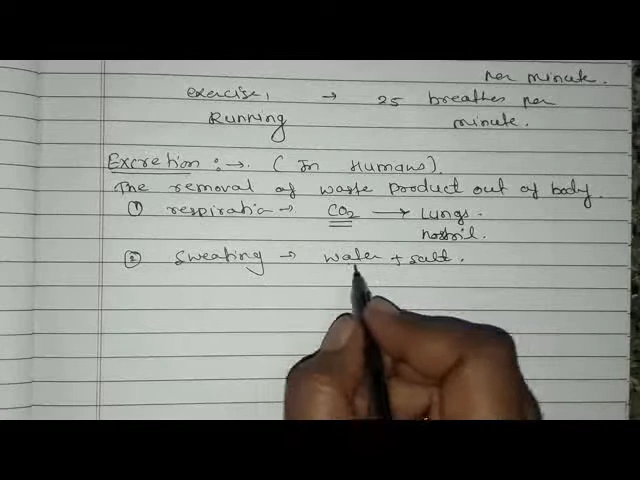 per minute.
exercise, → 25 breathes per
Running minute.
Excretion :→. (In Humans).
The removal of waste product out of body.
① respiratia → CO2 → Lungs.
nostril.
② Sweating → water + salt.